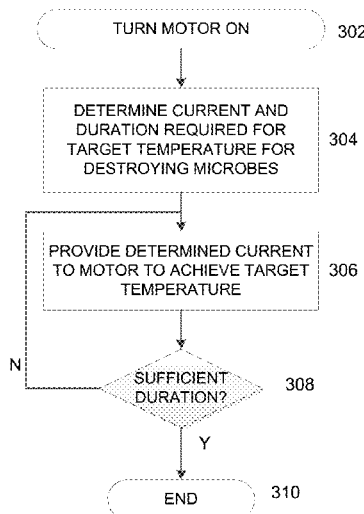 TURN MOTOR ON
302
DETERMINE CURRENT AND
DURATION REQUIRED FOR
TARGET TEMPERATURE FOR
DESTROYING MICROBES
304
PROVIDE DETERMINED CURRENT
TO MOTOR TO ACHIEVE TARGET
TEMPERATURE
306
N
SUFFICIENT
DURATION?
308
Y
END
310